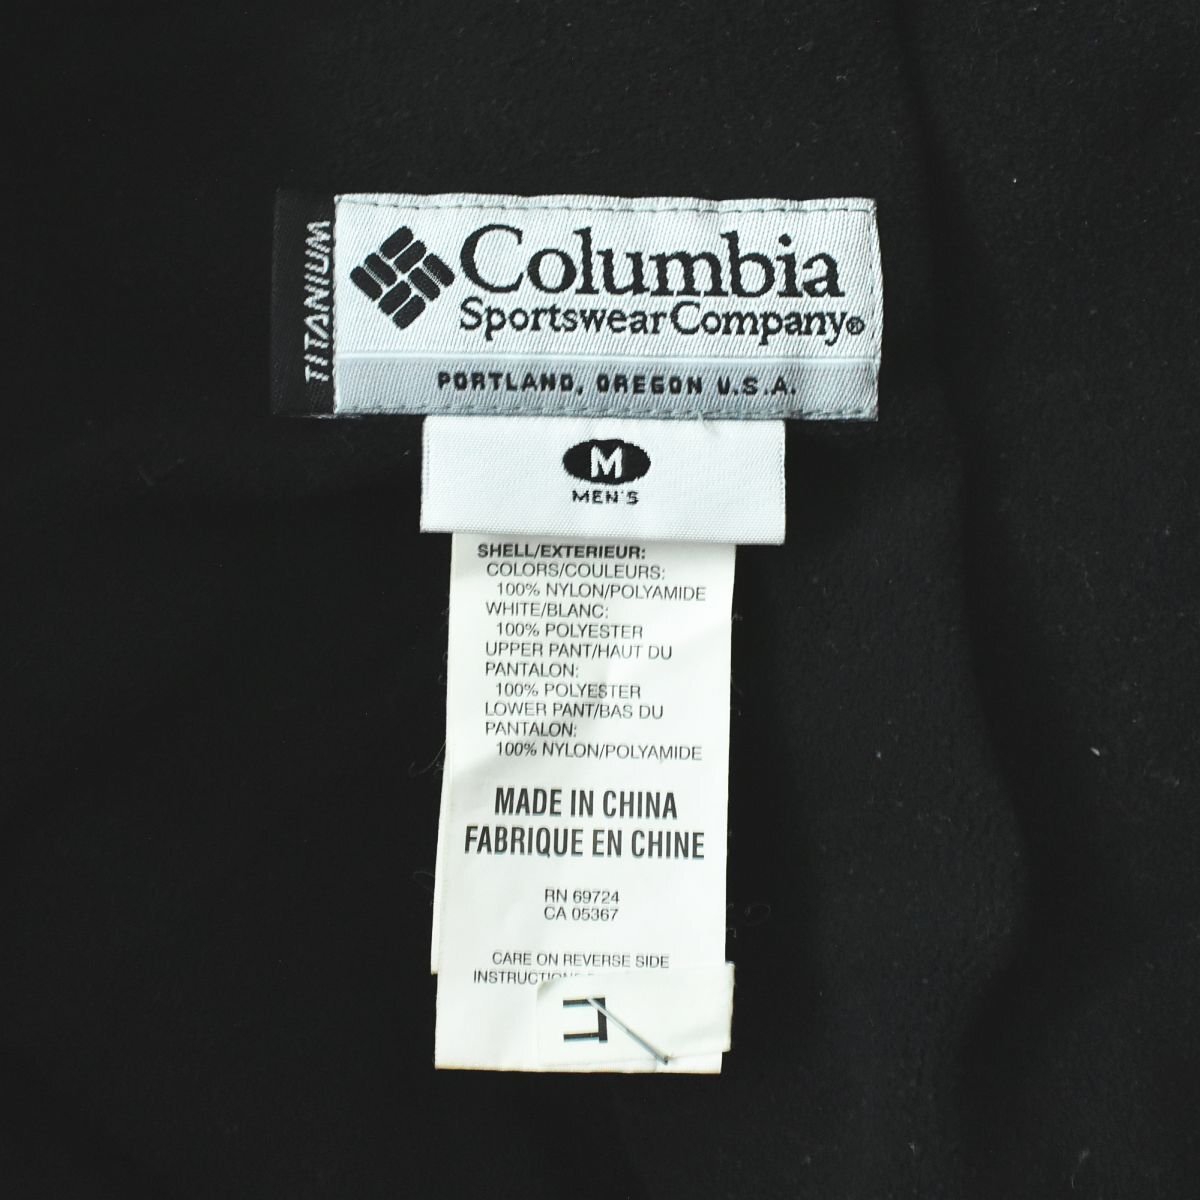 TITANIUM
Columbia
Sportswear Company®
PORTLAND, OREGON U.S.A.
M
MEN'S
SHELL/EXTERIEUR:
COLORS/COULEURS:
100% NYLON/POLYAMIDE
WHITE/BLANC:
100% POLYESTER
UPPER PANT/HAUT DU
PANTALON:
100% POLYESTER
LOWER PANT/BAS DU
PANTALON:
100% NYLON/POLYAMIDE
MADE IN CHINA
FABRIQUE EN CHINE
RN 69724
CA 05367
CARE ON REVERSE SIDE